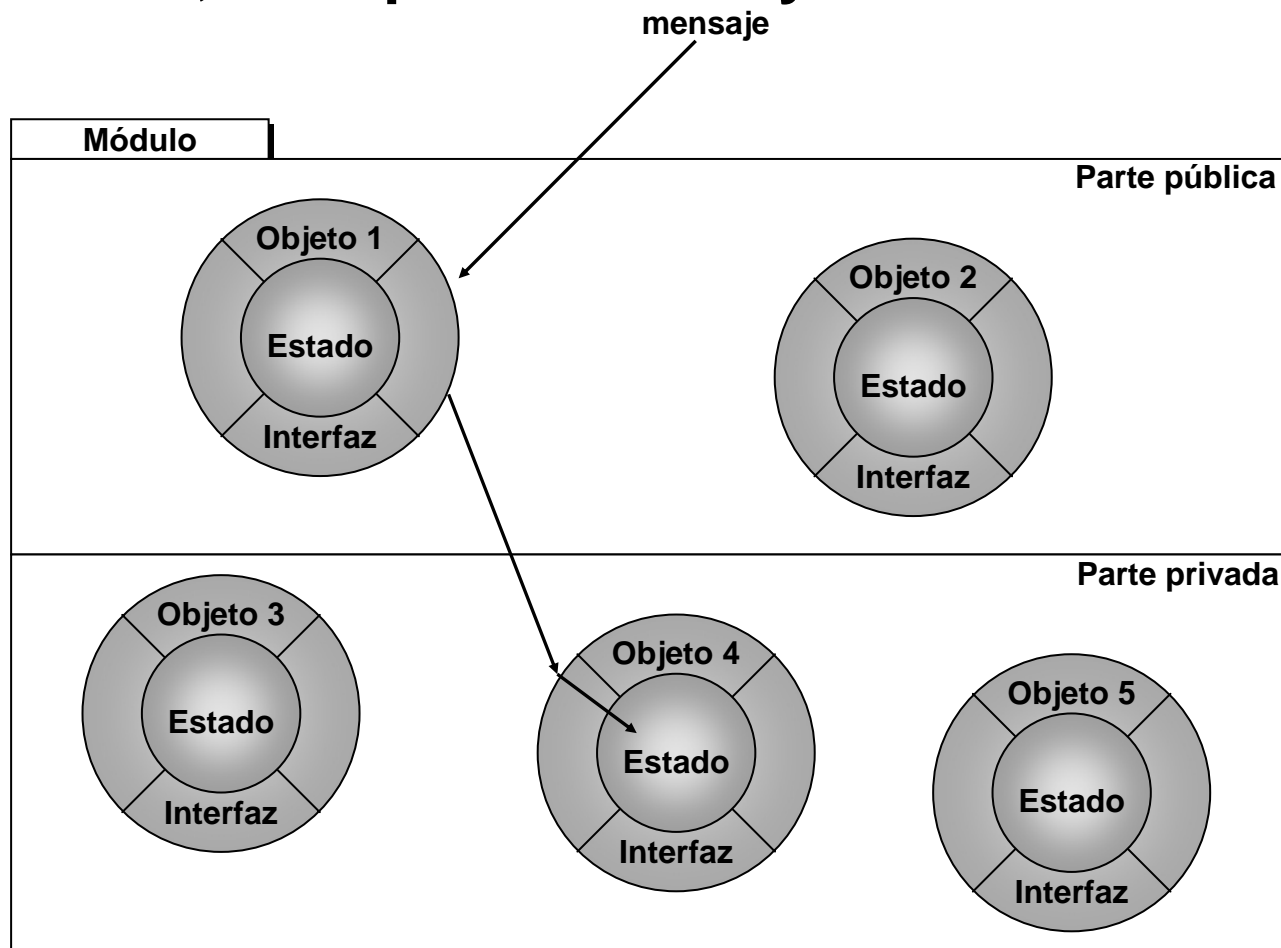 mensaje
Módulo
Parte pública
Objeto 1
Estado
Interfaz
Objeto 2
Estado
Interfaz
Parte privada
Objeto 3
Estado
Interfaz
Objeto 4
Estado
Interfaz
Objeto 5
Estado
Interfaz